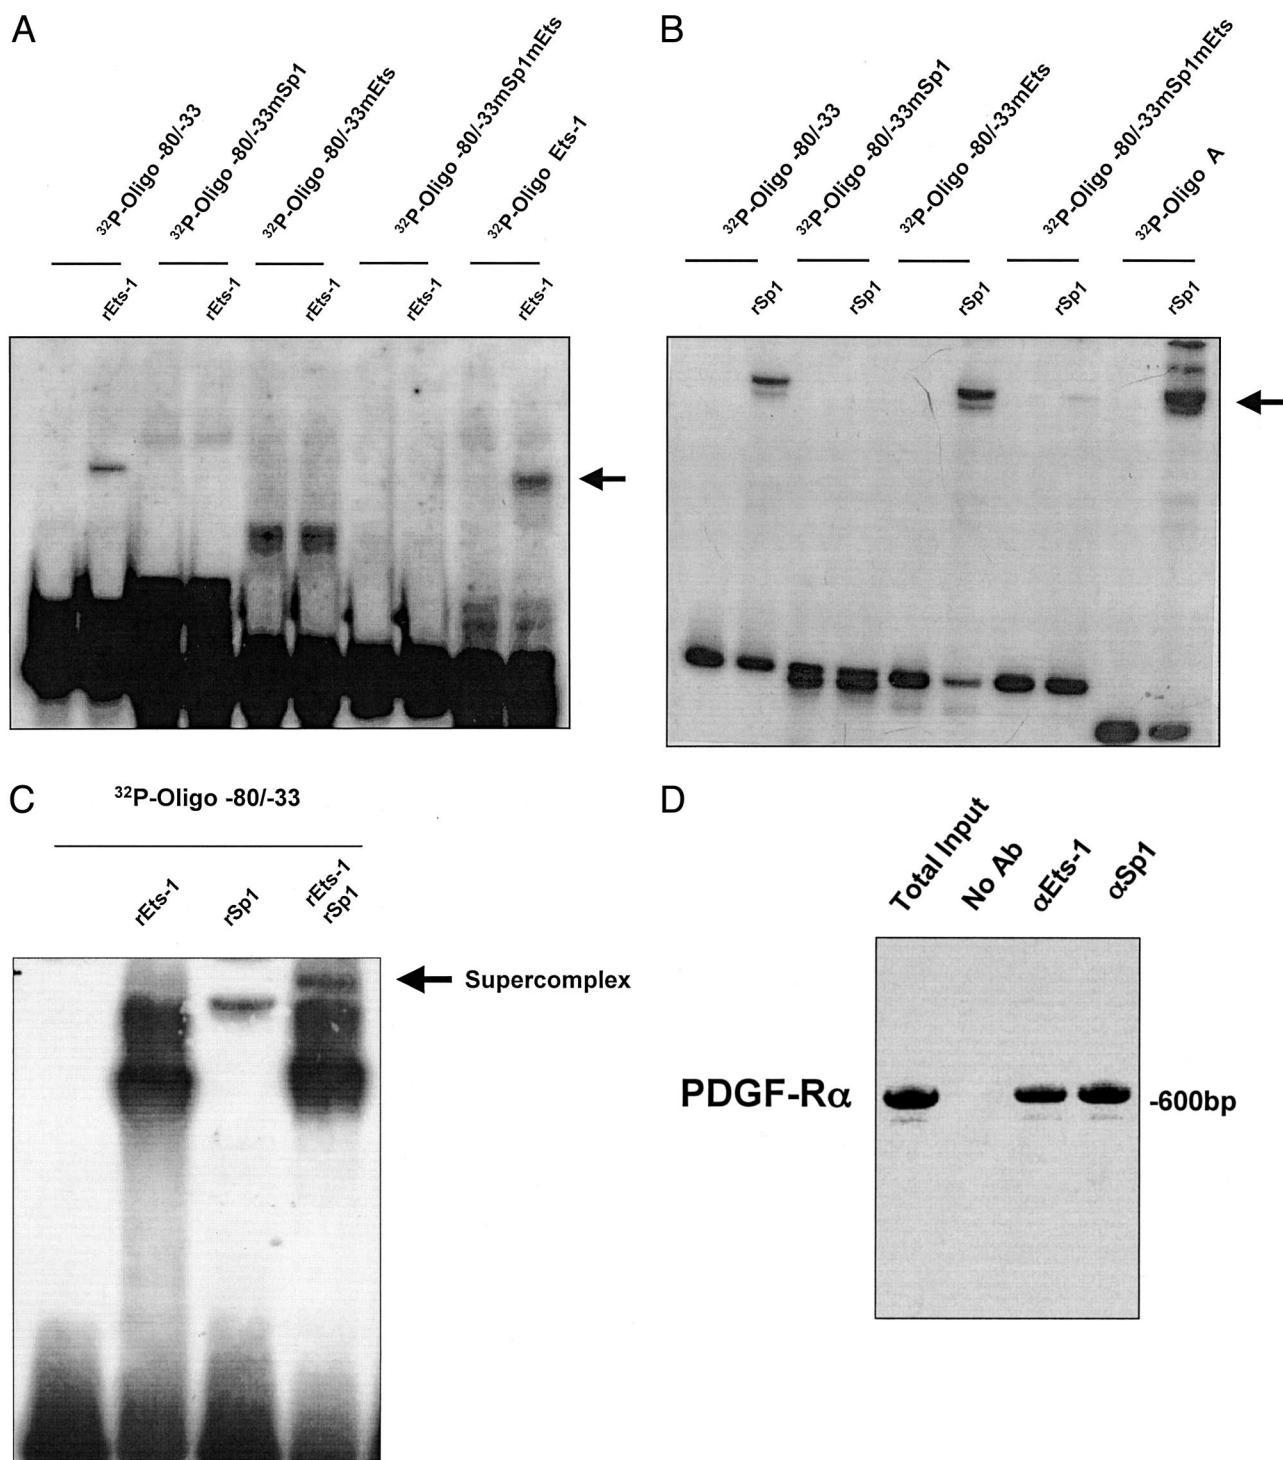 A
³²P-Oligo -80/-33
³²P-Oligo -80/-33mSp1
³²P-Oligo -80/-33mEts
³²P-Oligo -80/-33mSp1mEts
³²P-Oligo Ets-1
rEts-1
rEts-1
rEts-1
rEts-1
rEts-1
B
³²P-Oligo -80/-33
³²P-Oligo -80/-33mSp1
³²P-Oligo -80/-33mEts
³²P-Oligo -80/-33mSp1mEts
³²P-Oligo A
rSp1
rSp1
rSp1
rSp1
rSp1
C
³²P-Oligo -80/-33
rEts-1
rSp1
rEts-1
rSp1
Supercomplex
D
Total Input
No Ab
αEts-1
αSp1
PDGF-Rα
-600bp